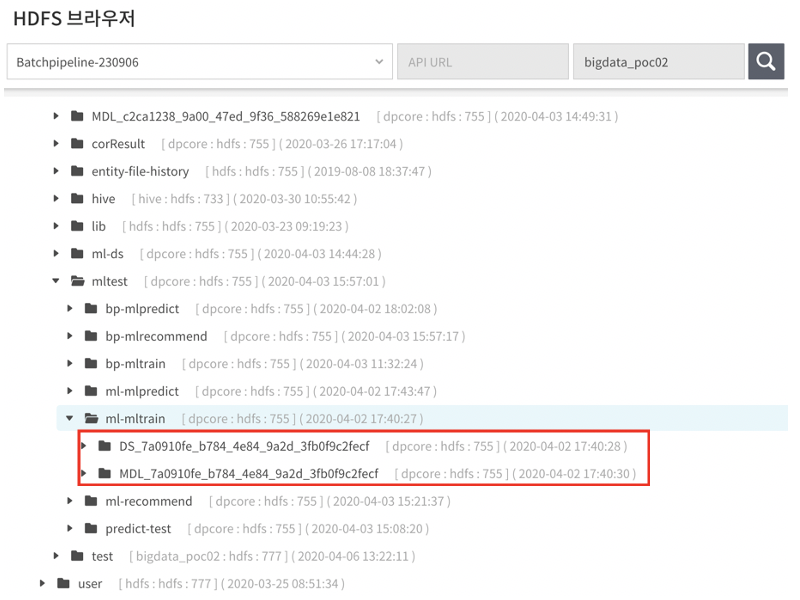 HDFS 브라우저
Batchpipeline-230906 API URL bigdata_poc02
MDL_c2ca1238_9a00_47ed_9f36_588269e1e821 [ dpcore : hdfs : 755 ] ( 2020-04-03 14:49:31 )
corResult [ dpcore : hdfs : 755 ] ( 2020-03-26 17:17:04 )
entity-file-history [ hdfs : hdfs : 755 ] ( 2019-08-08 18:37:47 )
hive [ hive : hdfs : 733 ] ( 2020-03-30 10:55:42 )
lib [ hdfs : hdfs : 755 ] ( 2020-03-23 09:19:23 )
ml-ds [ dpcore : hdfs : 755 ] ( 2020-04-03 14:44:28 )
mltest [ dpcore : hdfs : 755 ] ( 2020-04-03 15:57:01 )
bp-mlpredict [ dpcore : hdfs : 755 ] ( 2020-04-02 18:02:08 )
bp-mlrecommend [ dpcore : hdfs : 755 ] ( 2020-04-03 15:57:17 )
bp-mltrain [ dpcore : hdfs : 755 ] ( 2020-04-03 11:32:24 )
ml-mlpredict [ dpcore : hdfs : 755 ] ( 2020-04-02 17:43:47 )
ml-mltrain [ dpcore : hdfs : 755 ] ( 2020-04-02 17:40:27 )
DS_7a0910fe_b784_4e84_9a2d_3fb0f9c2fecf [ dpcore : hdfs : 755 ] ( 2020-04-02 17:40:28 )
MDL_7a0910fe_b784_4e84_9a2d_3fb0f9c2fecf [ dpcore : hdfs : 755 ] ( 2020-04-02 17:40:30 )
ml-recommend [ dpcore : hdfs : 755 ] ( 2020-04-03 15:21:37 )
predict-test [ dpcore : hdfs : 755 ] ( 2020-04-03 15:08:20 )
test [ bigdata_poc02 : hdfs : 777 ] ( 2020-04-06 13:22:11 )
user [ hdfs : hdfs : 777 ] ( 2020-03-25 08:51:34 )